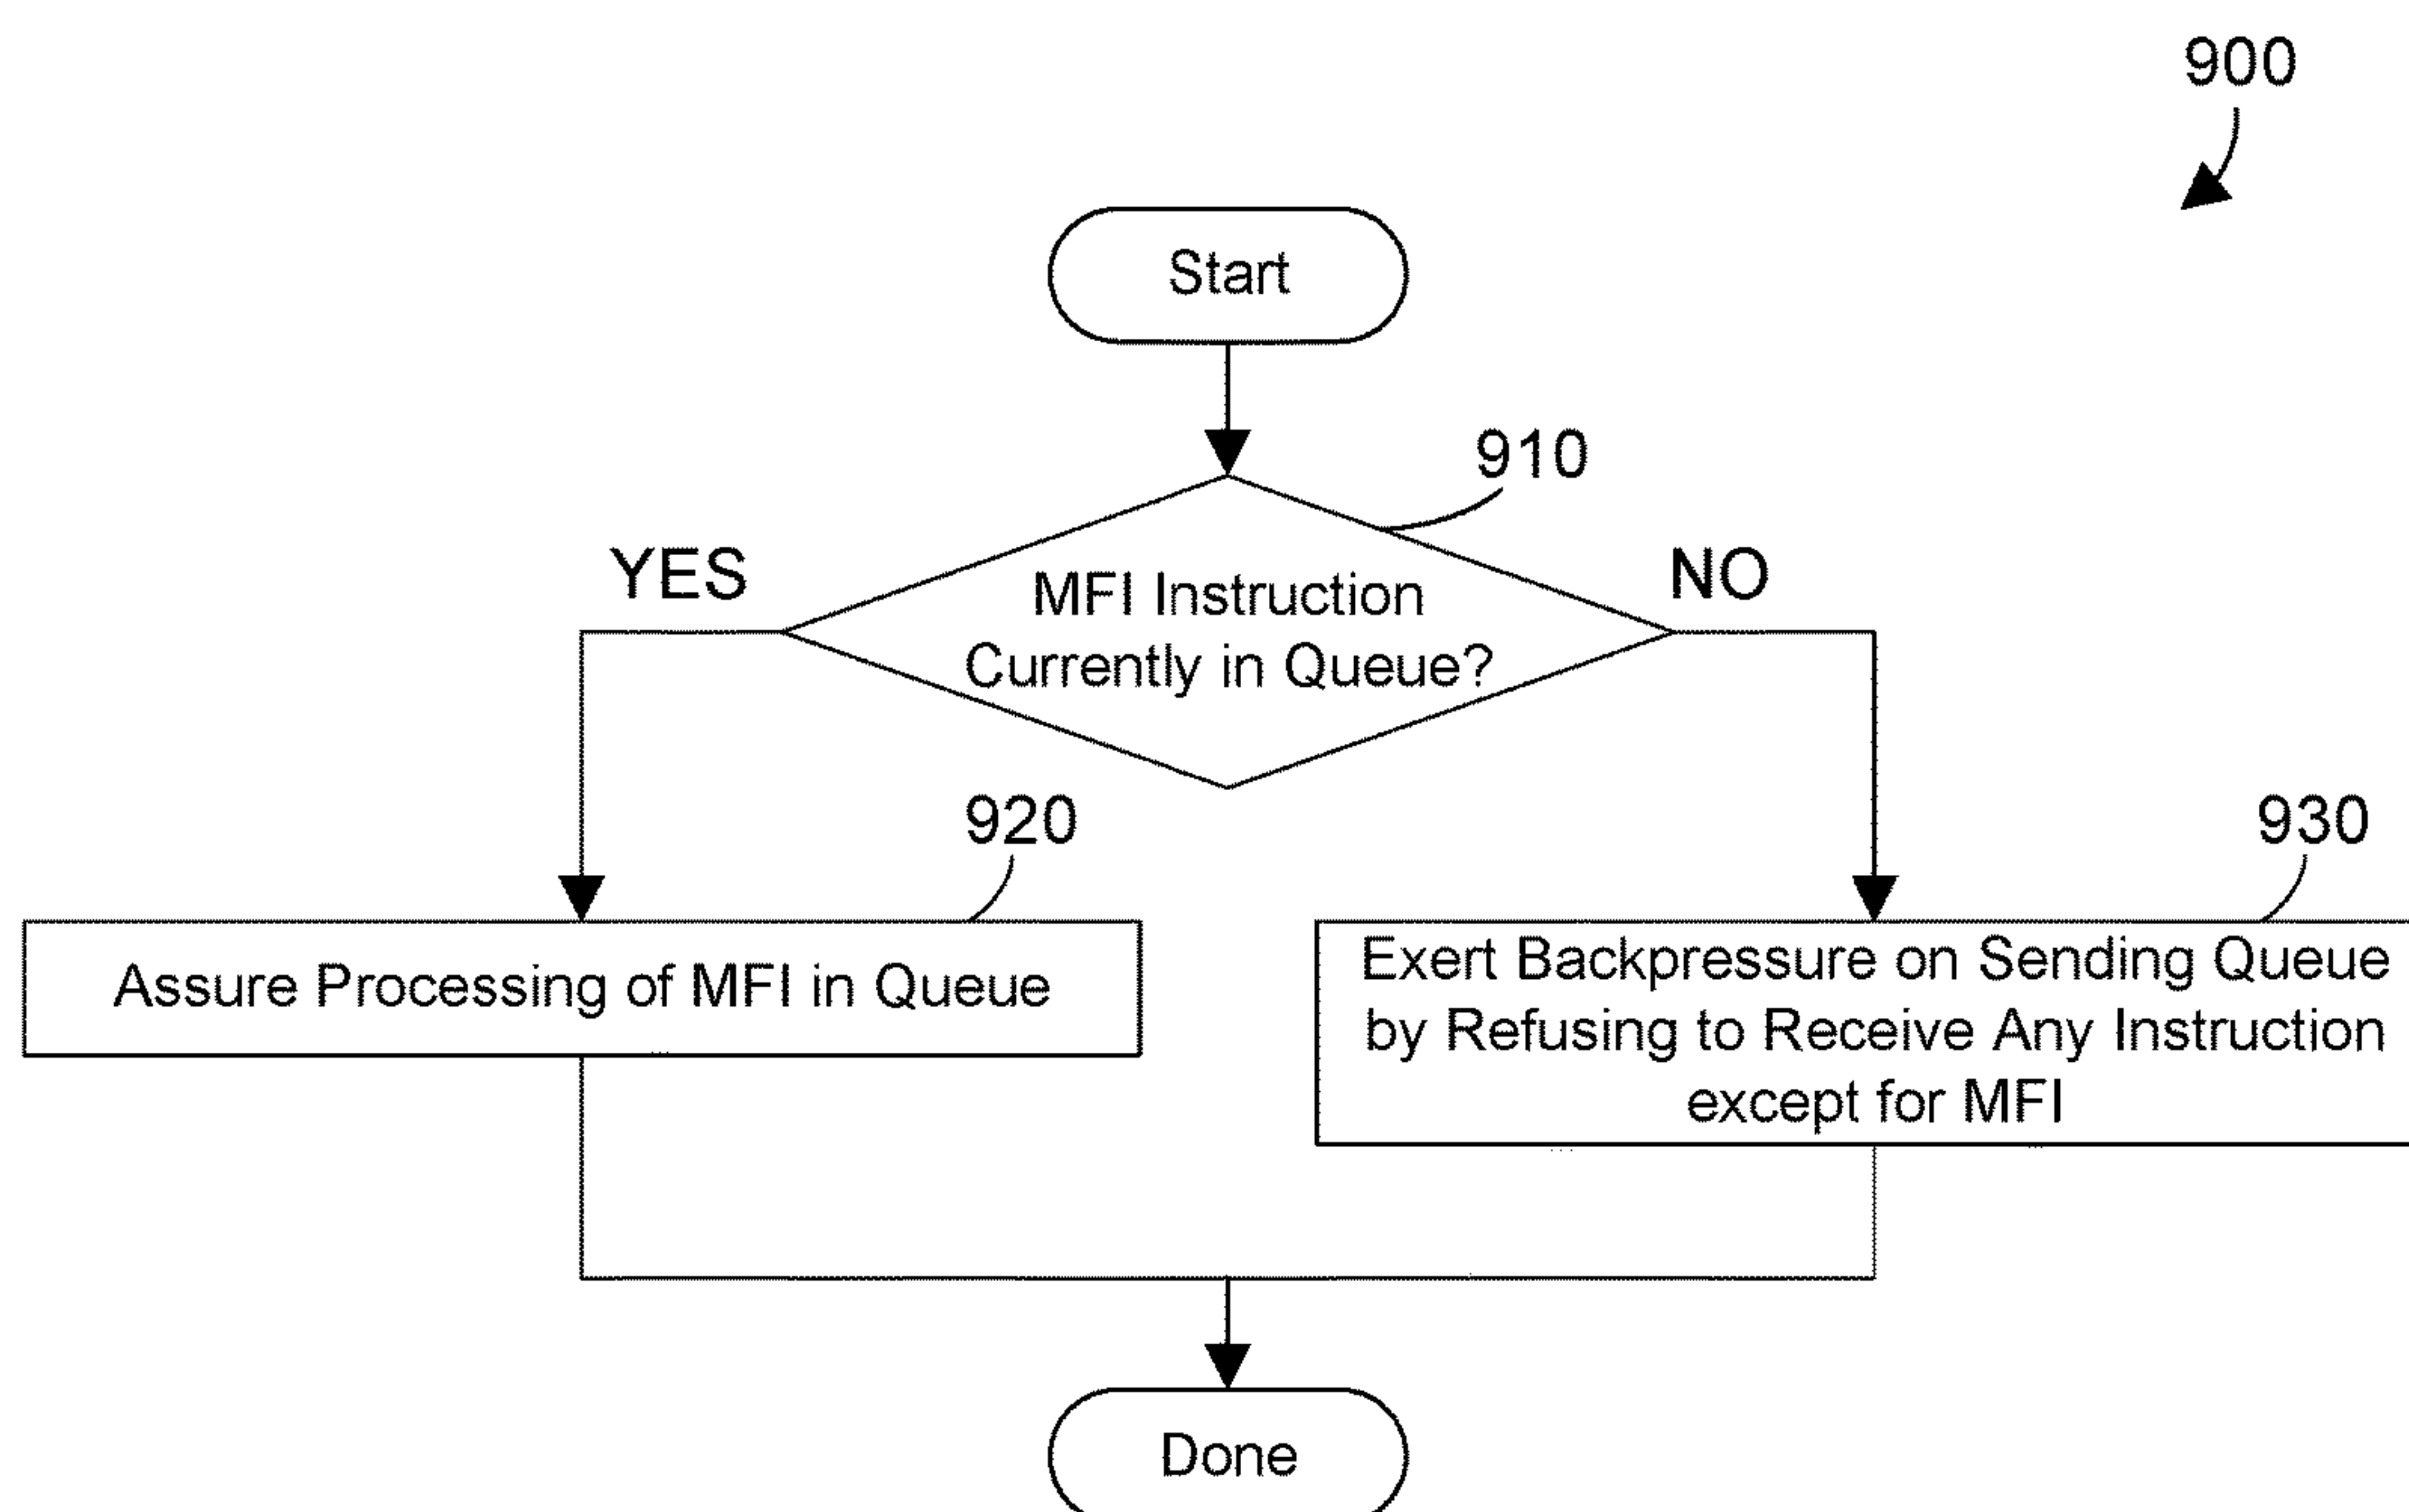 900
Start
910
YES
NO
MFI Instruction
Currently in Queue?
920
930
Assure Processing of MFI in Queue
Exert Backpressure on Sending Queue
by Refusing to Receive Any Instruction
except for MFI
Done